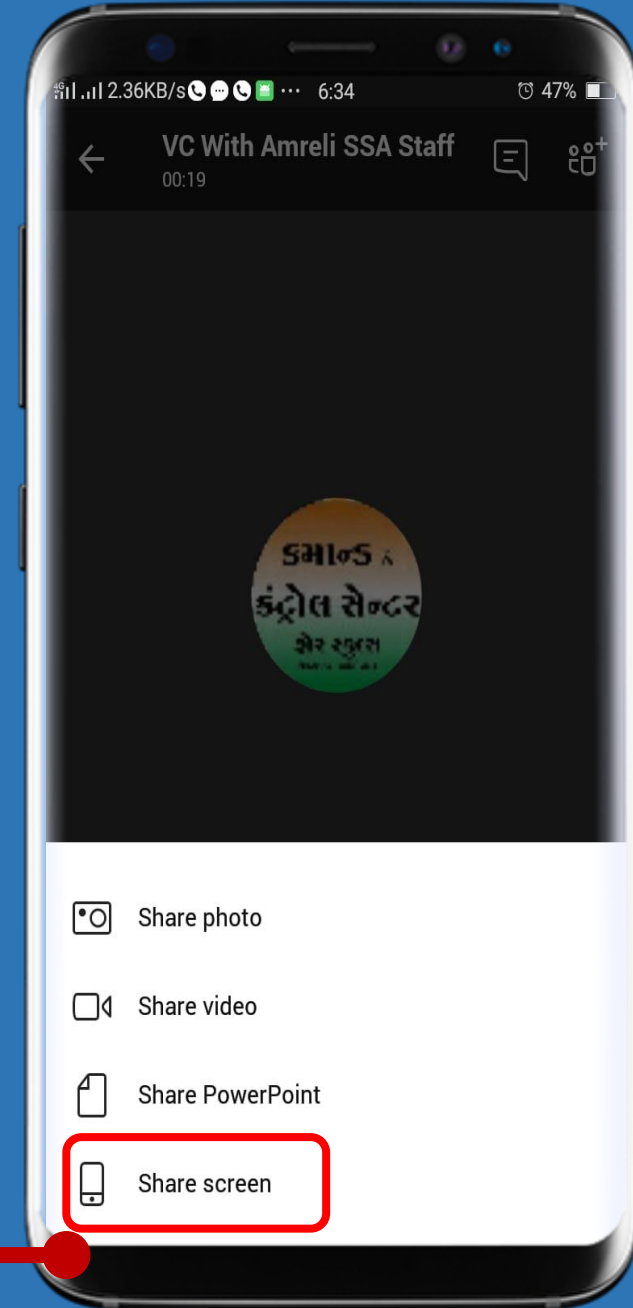 4G 2.36KB/s ... 6:34 47%
VC With Amreli SSA Staff
00:19
કમાન્ડ &
કંટ્રોલ સેન્ટર
Share photo
Share video
Share PowerPoint
Share screen